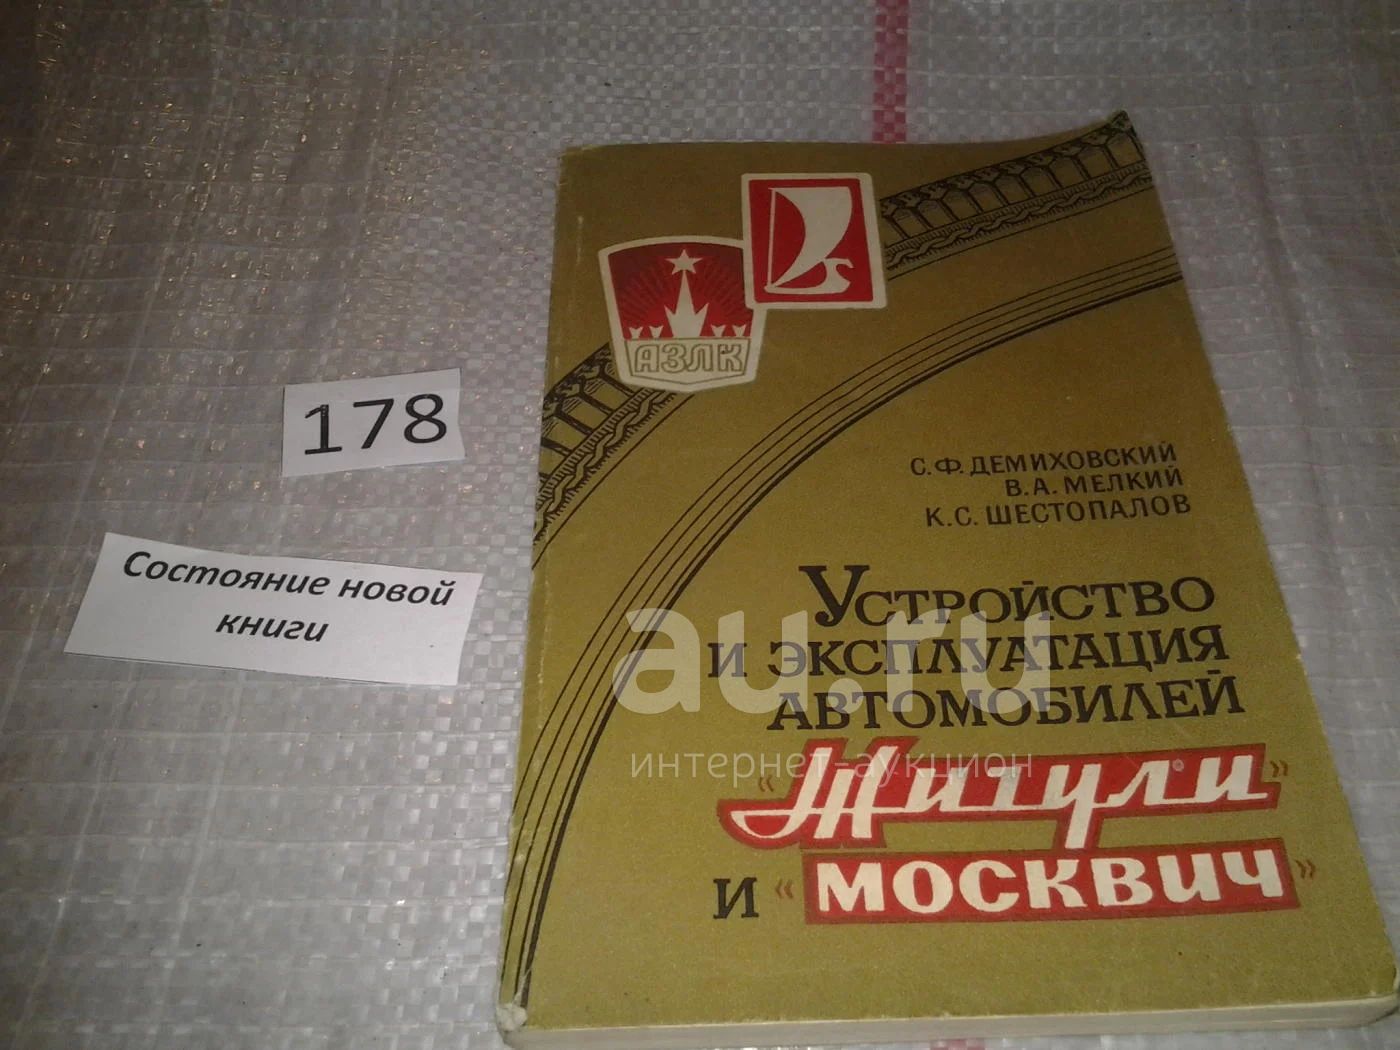 АЗЛК
178
С.Ф. ДЕМИХОВСКИЙ
В.А. МЕЛКИЙ
К.С. ШЕСТОПАЛОВ
Состояние новой
книги
УСТРОЙСТВО
И ЭКСПЛУАТАЦИЯ
АВТОМОБИЛЕЙ
«Жигули»
и «МОСКВИЧ»
au.ru
интернет-аукцион